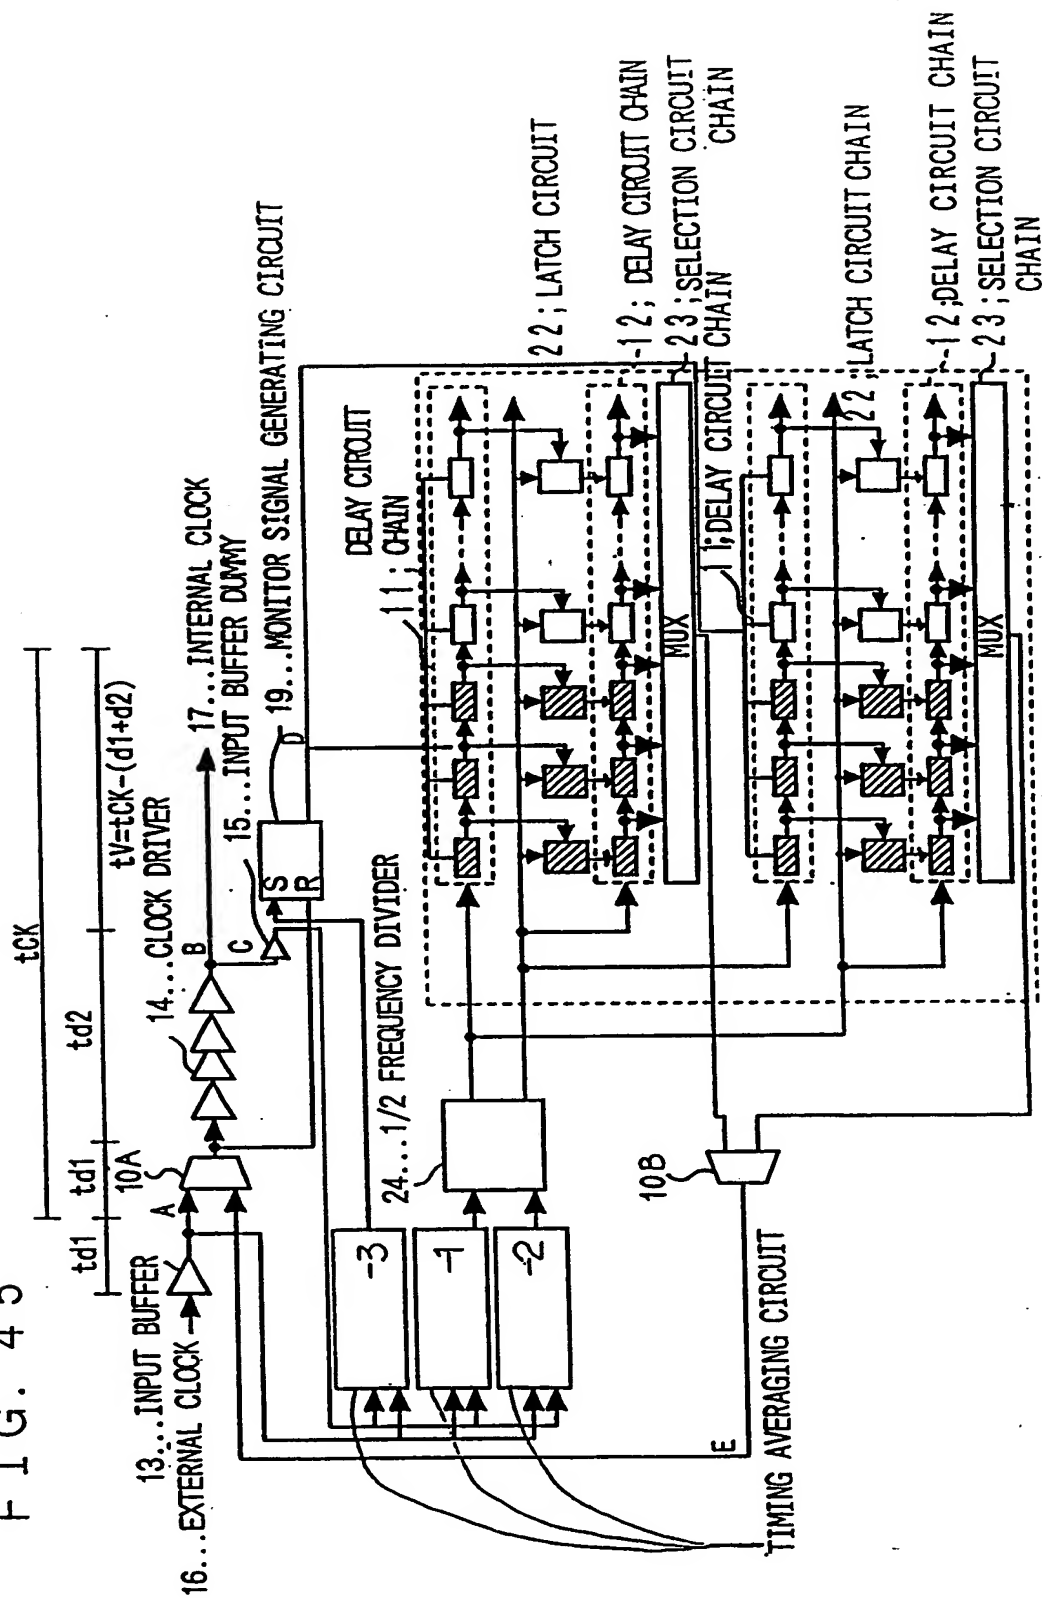 FIG. 45
tCK
td1
td1
td2
tV=tCK-(d1+d2)
13...INPUT BUFFER
16...EXTERNAL CLOCK
A
10A
14...CLOCK DRIVER
B
17...INTERNAL CLOCK
C
15...INPUT BUFFER DUMMY
S
R
19...MONITOR SIGNAL GENERATING CIRCUIT
-3
-1
-2
24...1/2 FREQUENCY DIVIDER
11;
DELAY CIRCUIT
CHAIN
22; LATCH CIRCUIT
12; DELAY CIRCUIT CHAIN
MUX
23; SELECTION CIRCUIT
CHAIN
11; DELAY CIRCUIT CHAIN
22; LATCH CIRCUIT CHAIN
12; DELAY CIRCUIT CHAIN
MUX
23; SELECTION CIRCUIT
CHAIN
10B
E
TIMING AVERAGING CIRCUIT